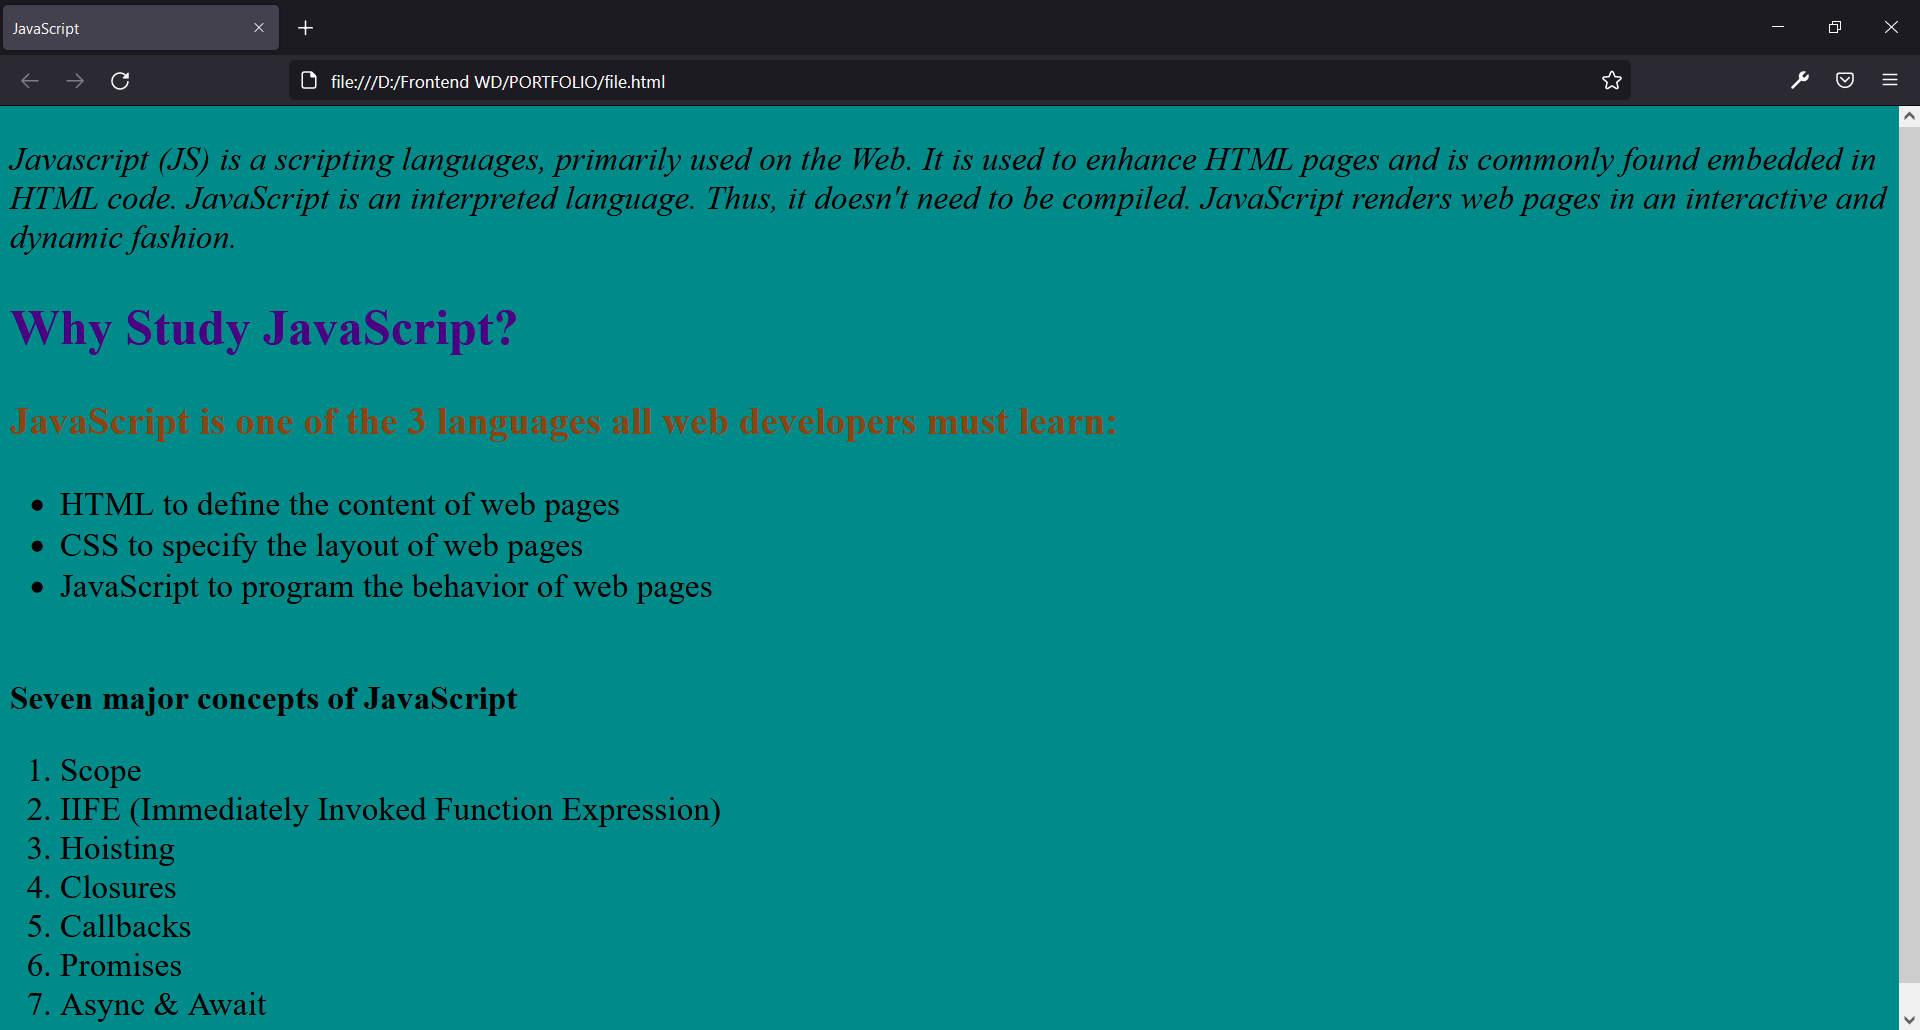 JavaScript
file:///D:/Frontend WD/PORTFOLIO/file.html
Javascript (JS) is a scripting languages, primarily used on the Web. It is used to enhance HTML pages and is commonly found embedded in
HTML code. JavaScript is an interpreted language. Thus, it doesn't need to be compiled. JavaScript renders web pages in an interactive and
dynamic fashion.
Why Study JavaScript?
JavaScript is one of the 3 languages all web developers must learn:
• HTML to define the content of web pages
• CSS to specify the layout of web pages
• JavaScript to program the behavior of web pages
Seven major concepts of JavaScript
1. Scope
2. IIFE (Immediately Invoked Function Expression)
3. Hoisting
4. Closures
5. Callbacks
6. Promises
7. Async & Await